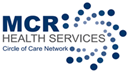 MCR
HEALTH SERVICES
Circle of Care Network